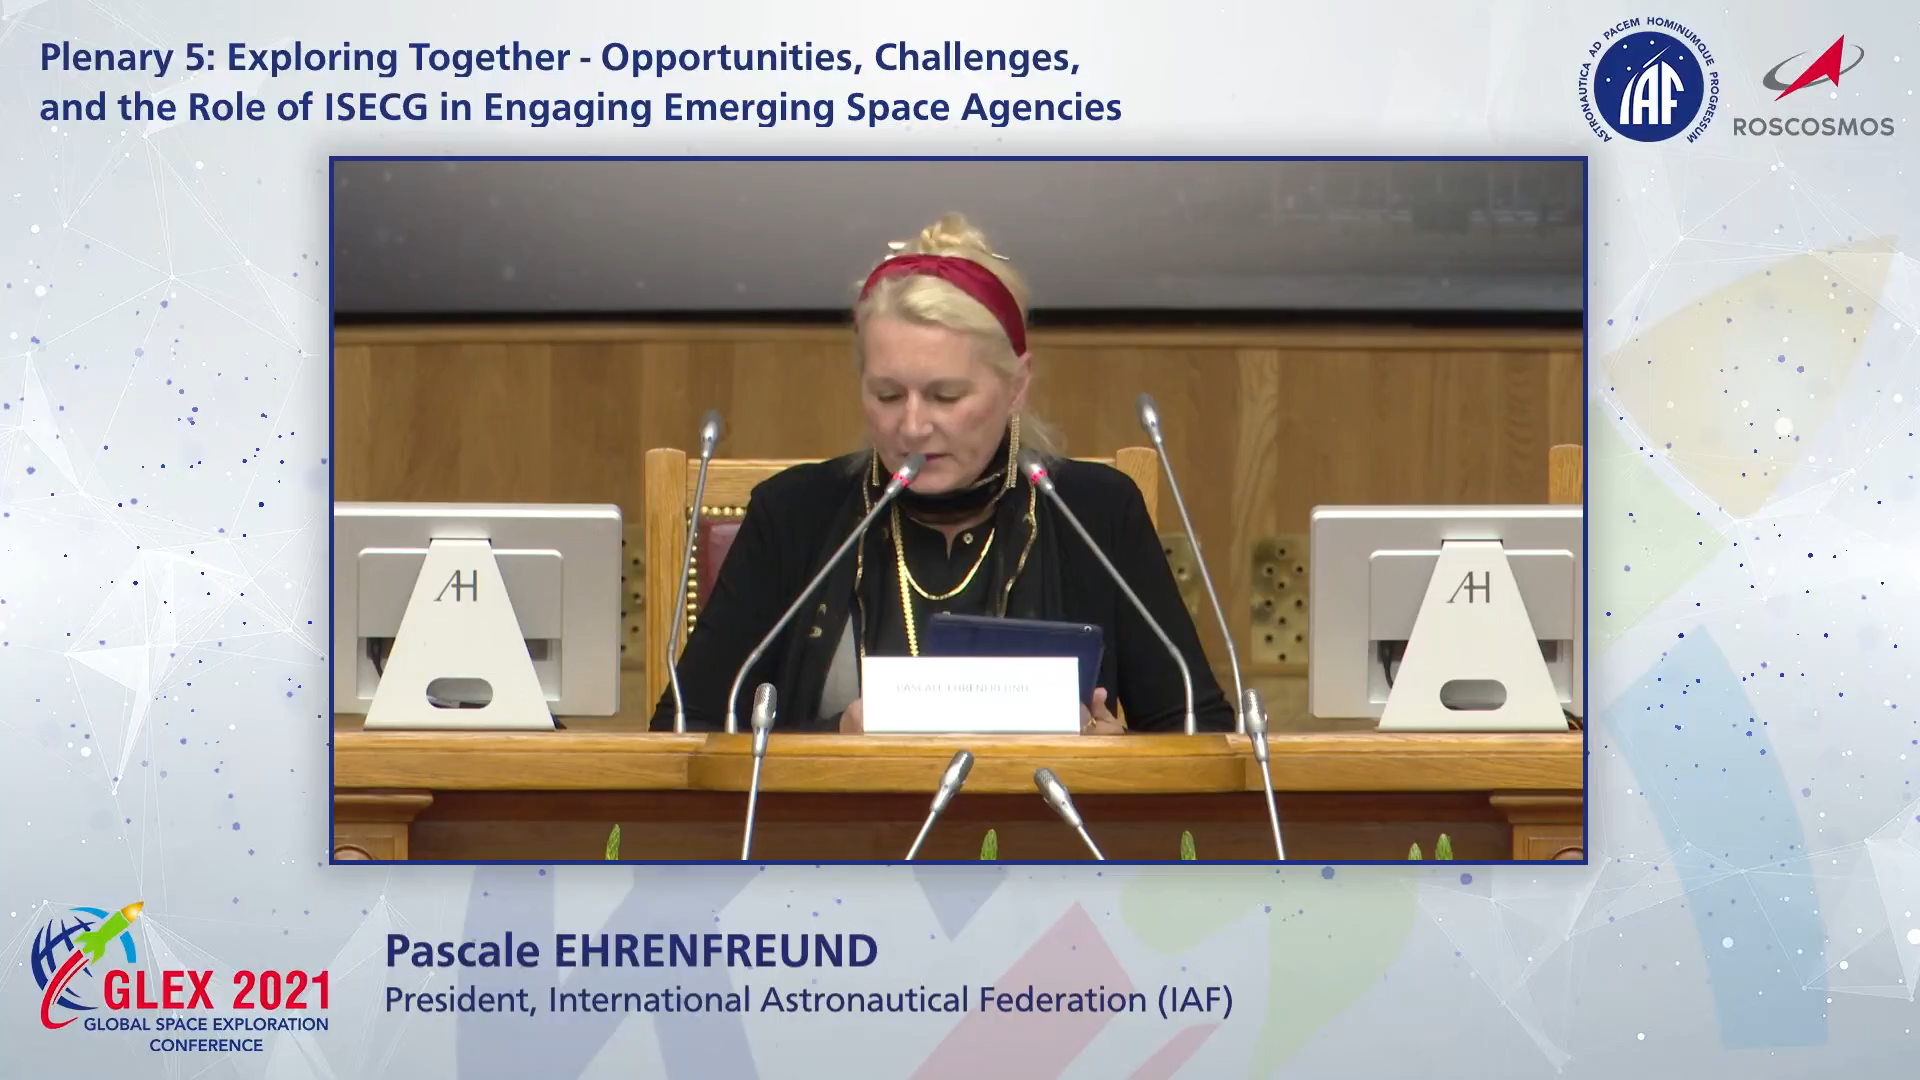 Plenary 5: Exploring Together - Opportunities, Challenges,
and the Role of ISECG in Engaging Emerging Space Agencies
ASTRONAUTICA AD PACEM HOMINUMQUE PROGRESSUM
IAF
ROSCOSMOS
AH
AH
PASCALE EHRENFREUND
GLEX 2021
GLOBAL SPACE EXPLORATION
CONFERENCE
Pascale EHRENFREUND
President, International Astronautical Federation (IAF)